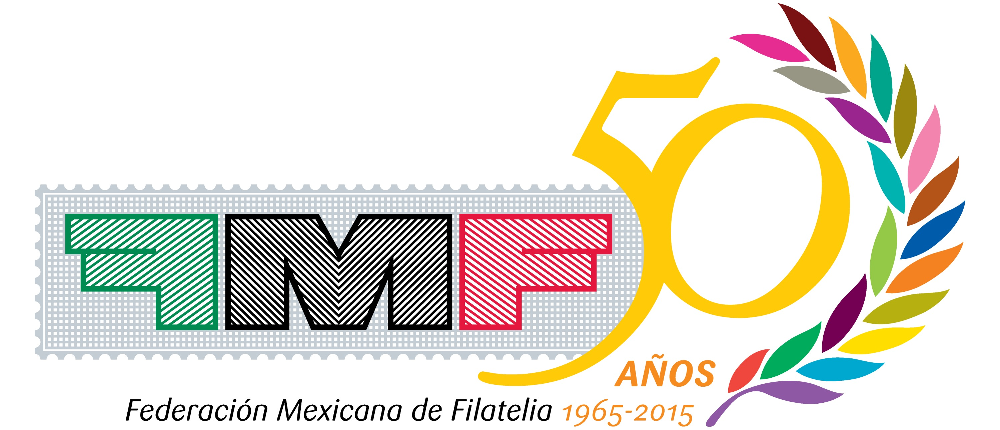 FMF
50
AÑOS
Federación Mexicana de Filatelia 1965-2015